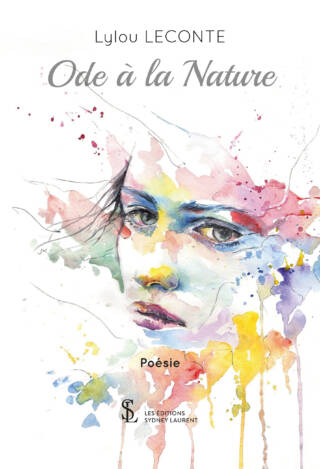 Lylou LECONTE
Ode à la Nature
Poésie
SL
LES ÉDITIONS
SYDNEY LAURENT